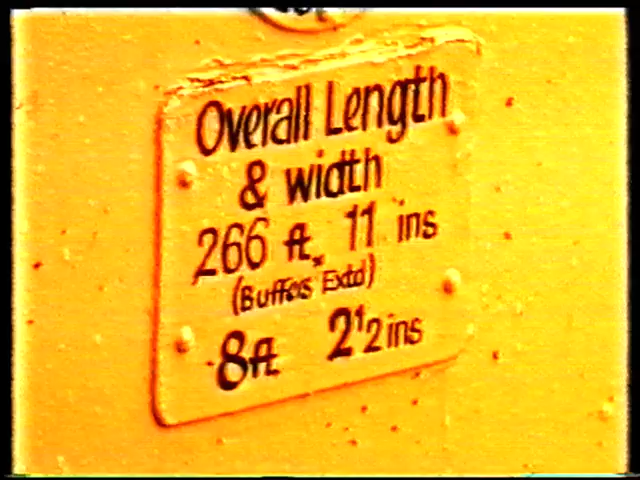 Overall Length
& width
266 ft. 11 ins
(Buffers Extd)
8ft 2½ins